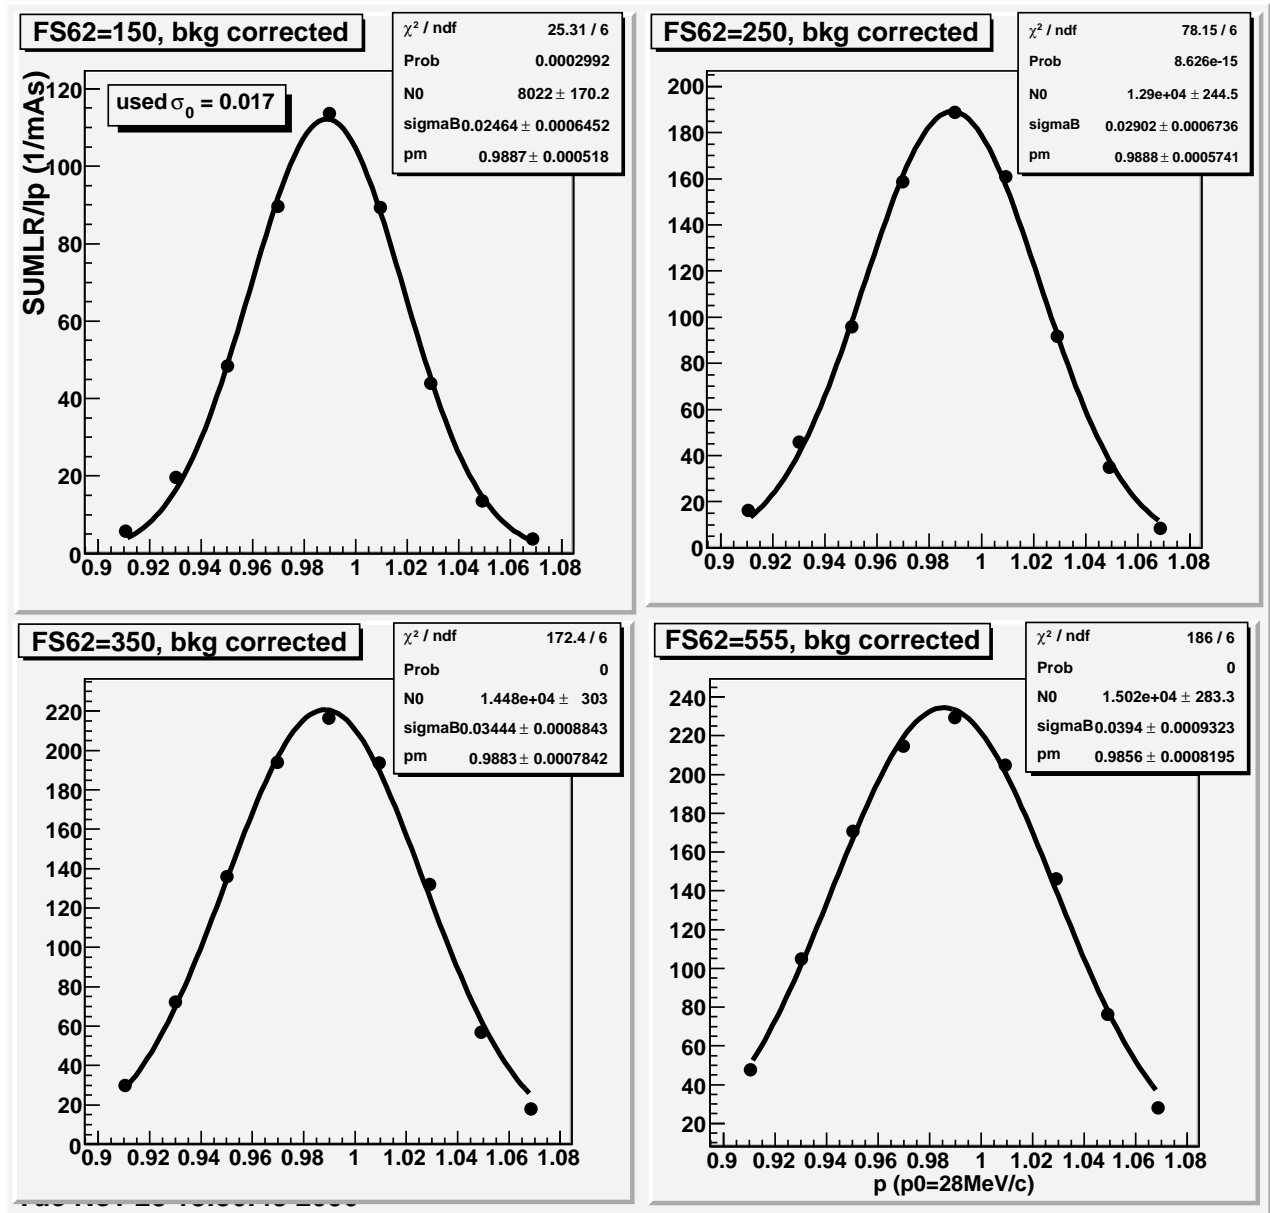 FS62=150, bkg corrected
χ² / ndf 25.31 / 6
Prob 0.0002992
N0 8022 ± 170.2
sigmaB 0.02464 ± 0.0006452
pm 0.9887 ± 0.000518
used σ0 = 0.017
SUMLR/Ip (1/mAs)
120
100
80
60
40
20
0
0.9 0.92 0.94 0.96 0.98 1 1.02 1.04 1.06 1.08
FS62=250, bkg corrected
χ² / ndf 78.15 / 6
Prob 8.626e-15
N0 1.29e+04 ± 244.5
sigmaB 0.02902 ± 0.0006736
pm 0.9888 ± 0.0005741
200
180
160
140
120
100
80
60
40
20
0
0.9 0.92 0.94 0.96 0.98 1 1.02 1.04 1.06 1.08
FS62=350, bkg corrected
χ² / ndf 172.4 / 6
Prob 0
N0 1.448e+04 ± 303
sigmaB 0.03444 ± 0.0008843
pm 0.9883 ± 0.0007842
220
200
180
160
140
120
100
80
60
40
20
0
0.9 0.92 0.94 0.96 0.98 1 1.02 1.04 1.06 1.08
FS62=555, bkg corrected
χ² / ndf 186 / 6
Prob 0
N0 1.502e+04 ± 283.3
sigmaB 0.0394 ± 0.0009323
pm 0.9856 ± 0.0008195
240
220
200
180
160
140
120
100
80
60
40
20
0.9 0.92 0.94 0.96 0.98 1 1.02 1.04 1.06 1.08
p (p0=28MeV/c)